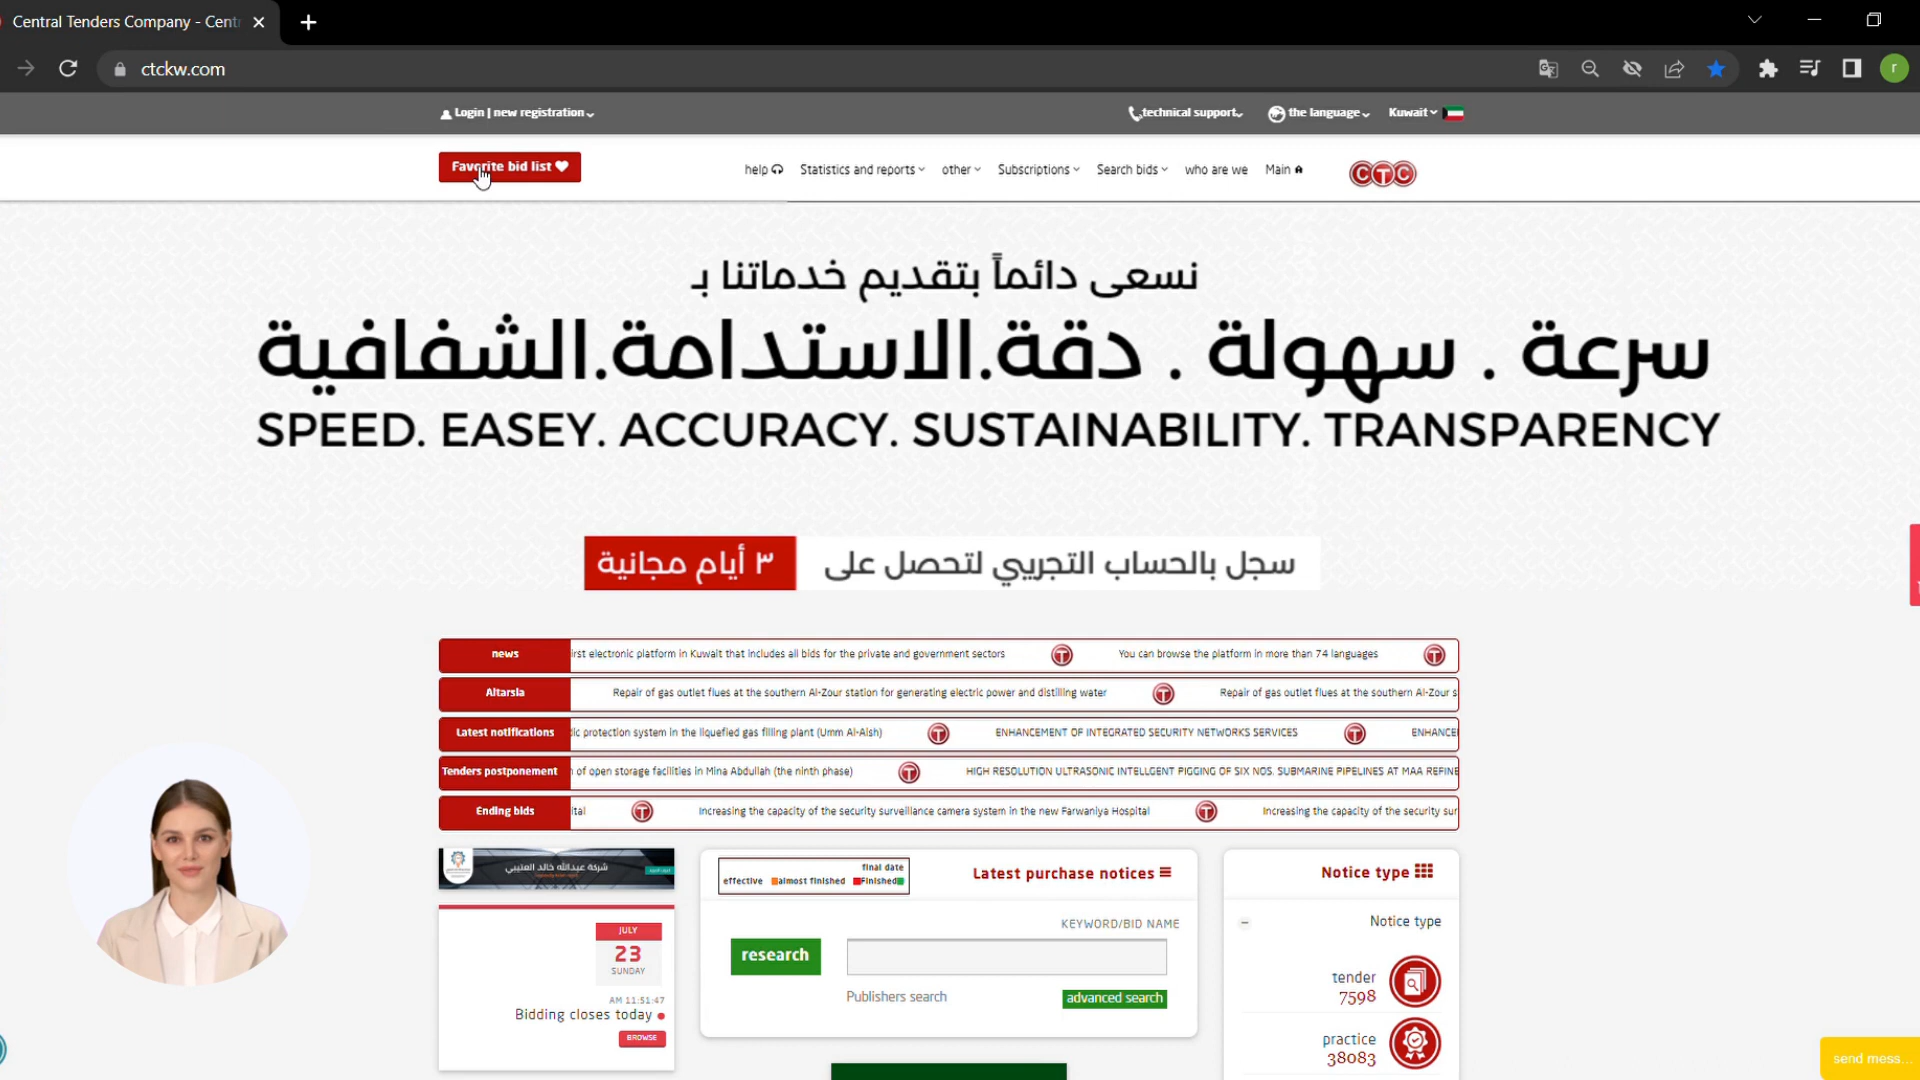 Central Tenders Company - Cent
ctckw.com
r
Login | new registration
technical support
the language
Kuwait
Favorite bid list
help
Statistics and reports
other
Subscriptions
Search bids
who are we
Main
CTC
نسعى دائماً بتقديم خدماتنا بـ
سرعة . سهولة . دقة.الاستدامة.الشفافية
SPEED. EASEY. ACCURACY. SUSTAINABILITY. TRANSPARENCY
سجل بالحساب التجريبي لتحصل على ٣ أيام مجانية
news irst electronic platform in Kuwait that includes all bids for the private and government sectors T You can browse the platform in more than 74 languages T
Altarsia Repair of gas outlet flues at the southern Al-Zour station for generating electric power and distilling water T Repair of gas outlet flues at the southern Al-Zour s
Latest notifications ic protection system in the liquefied gas filling plant (Umm Al-Aish) T ENHANCEMENT OF INTEGRATED SECURITY NETWORKS SERVICES T ENHANCE
Tenders postponement of open storage facilities in Mina Abdullah (the ninth phase) T HIGH RESOLUTION ULTRASONIC INTELLGENT PIGGING OF SIX NOS. SUBMARINE PIPELINES AT MAA REFINE
Ending bids ital T Increasing the capacity of the security surveillance camera system in the new Farwaniya Hospital T Increasing the capacity of the security sur
شركة عبدالله خالد العتيبي
JULY
23
SUNDAY
AM 11:51:47
Bidding closes today
BROWSE
final date
effective almost finished Finished
Latest purchase notices
KEYWORD/BID NAME
research
Publishers search
advanced search
Notice type
Notice type
tender
7598
practice
38083
send mess...